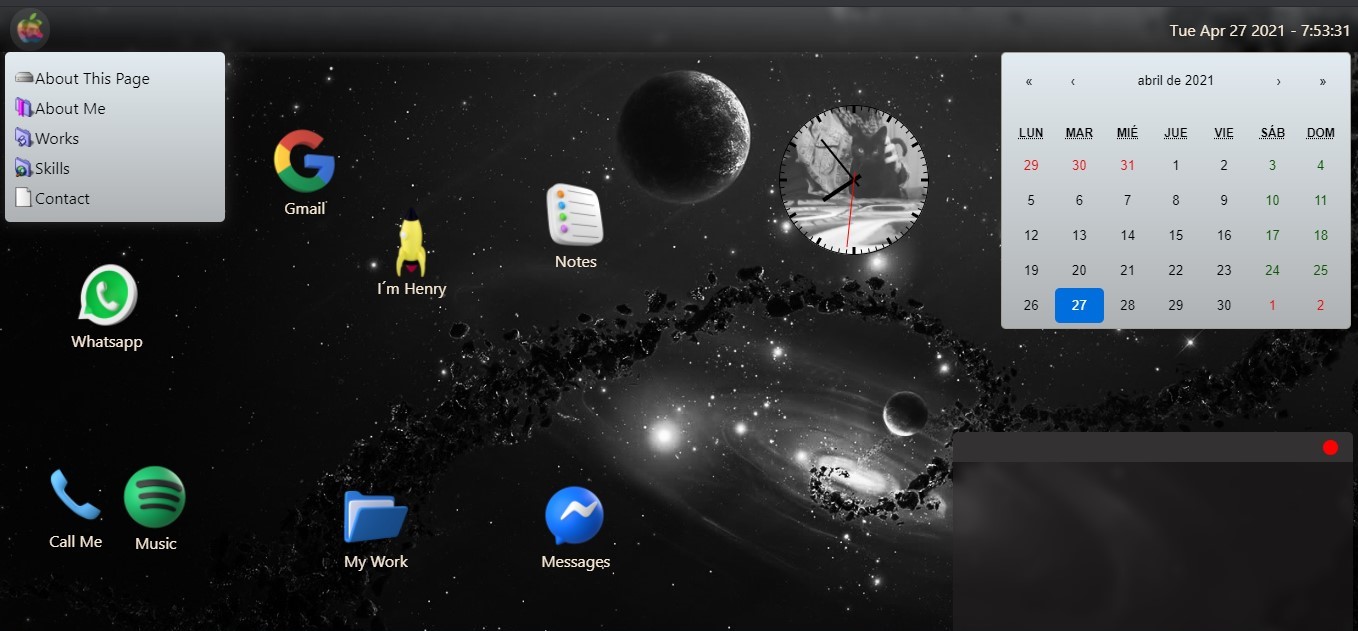 Tue Apr 27 2021 - 7:53:31
About This Page
About Me
Works
Skills
Contact
« ‹ abril de 2021 › »
LUN MAR MIÉ JUE VIE SÁB DOM
29 30 31 1 2 3 4
5 6 7 8 9 10 11
12 13 14 15 16 17 18
19 20 21 22 23 24 25
26 27 28 29 30 1 2
Gmail
Notes
I´m Henry
Whatsapp
Call Me
Music
My Work
Messages